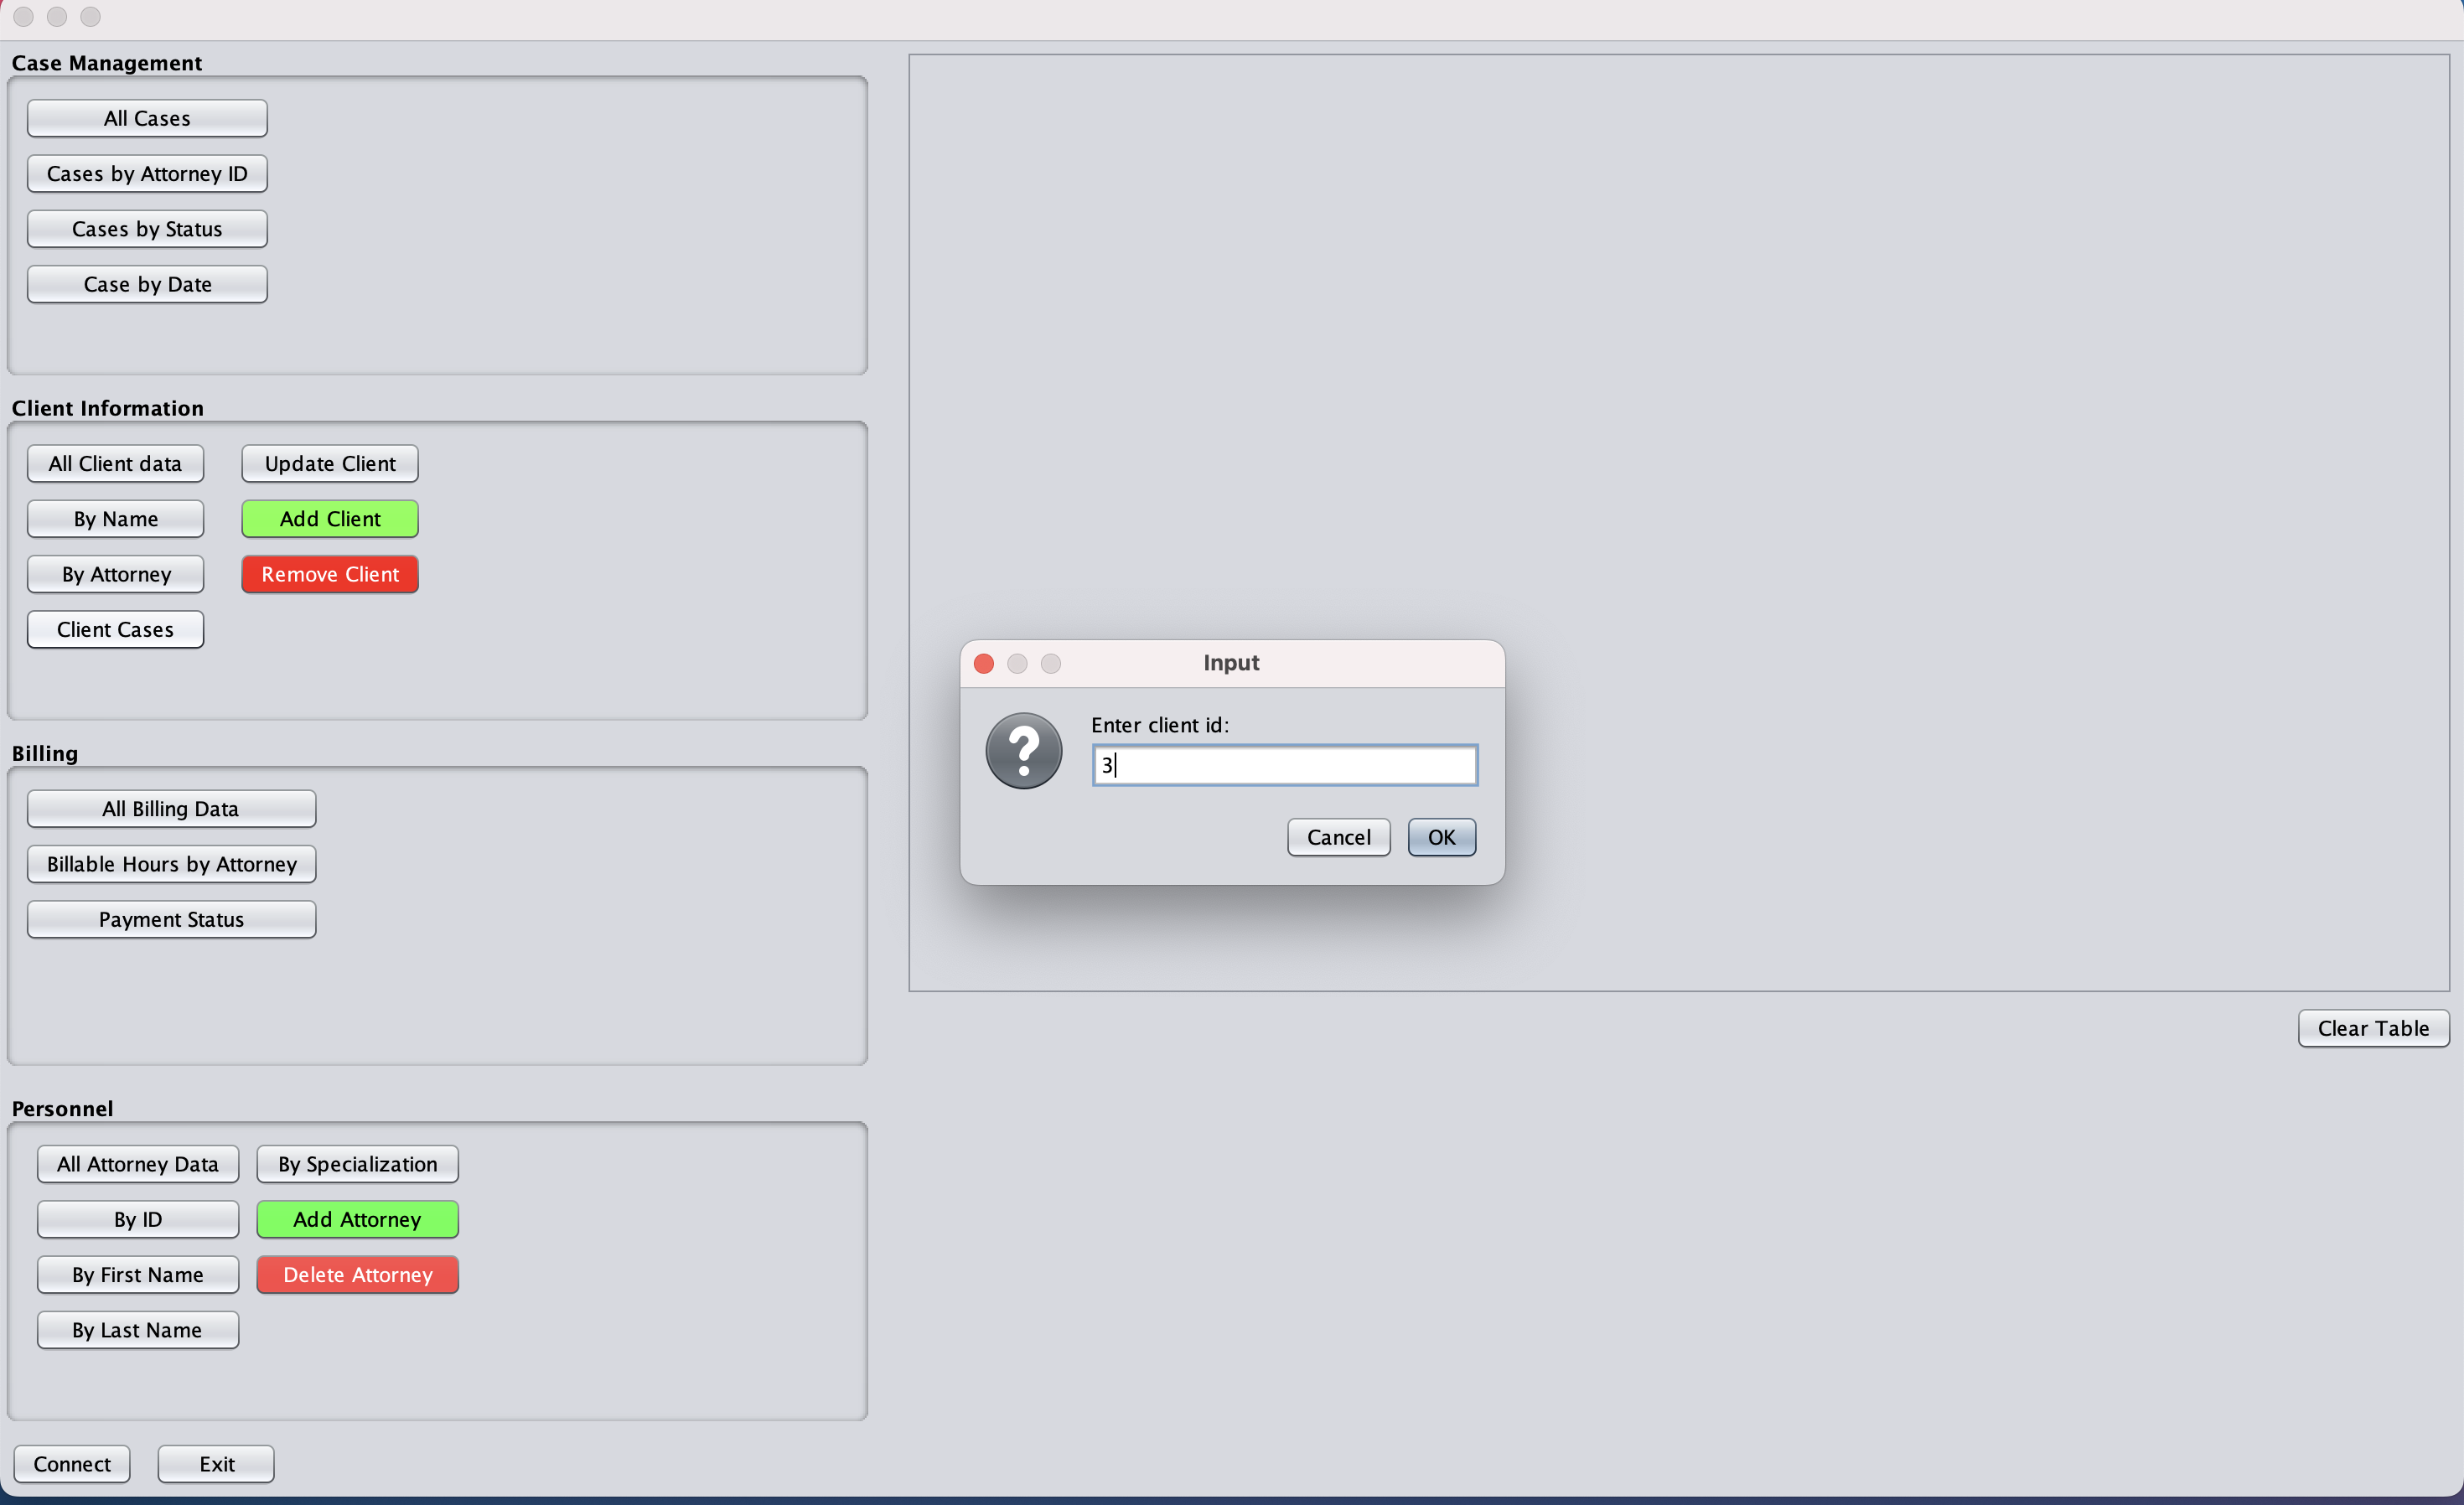 Case Management
All Cases
Cases by Attorney ID
Cases by Status
Case by Date
Client Information
All Client data
Update Client
By Name
Add Client
By Attorney
Remove Client
Client Cases
Input
Enter client id:
3
Cancel
OK
Billing
All Billing Data
Billable Hours by Attorney
Payment Status
Clear Table
Personnel
All Attorney Data
By Specialization
By ID
Add Attorney
By First Name
Delete Attorney
By Last Name
Connect
Exit